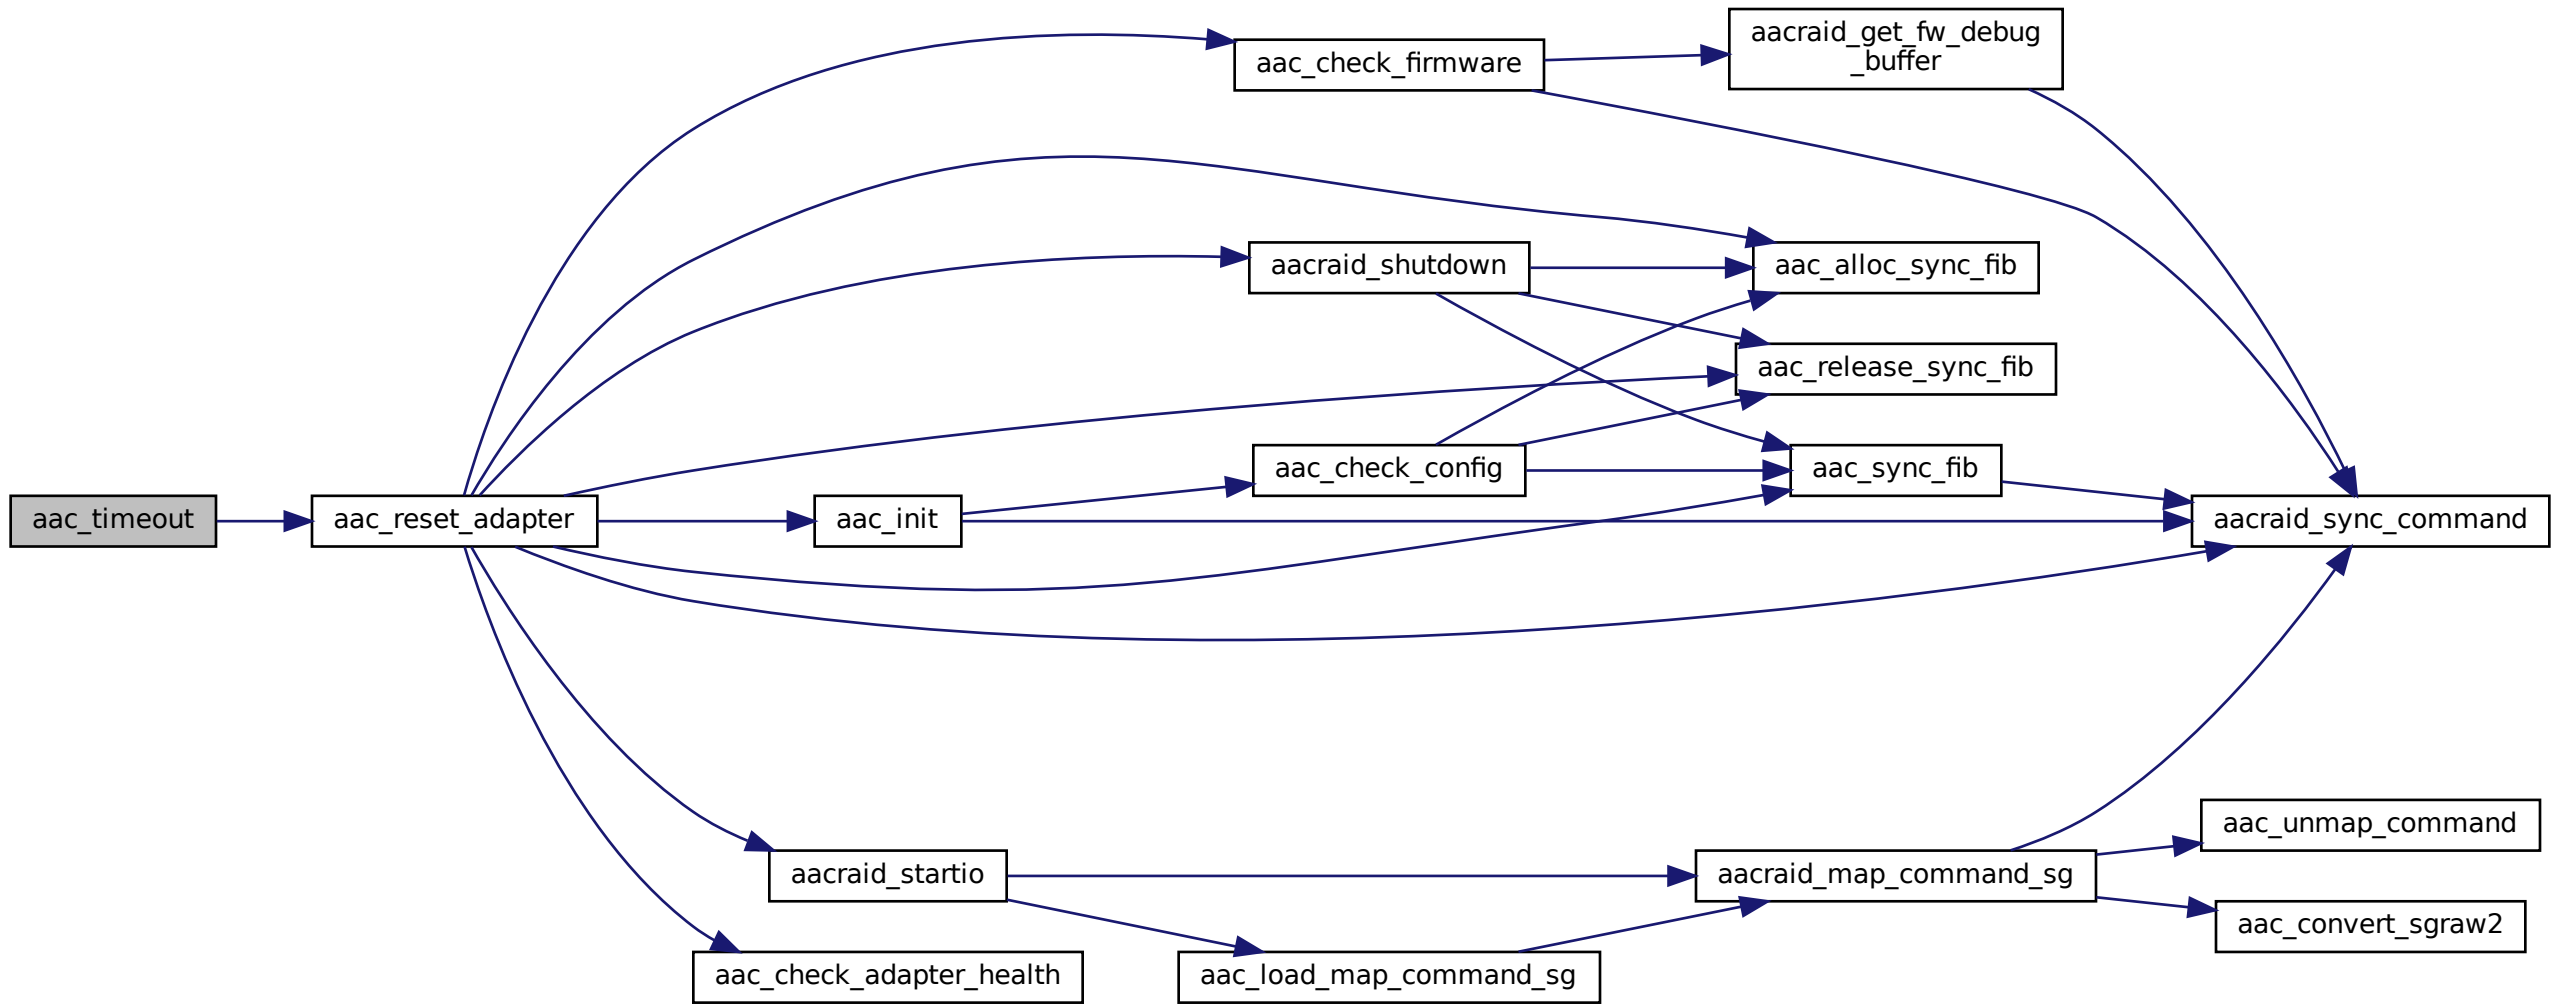 aacraid_get_fw_debug
_buffer
aac_check_firmware
aacraid_shutdown
aac_alloc_sync_fib
aac_release_sync_fib
aac_check_config
aac_sync_fib
aac_timeout
aac_reset_adapter
aac_init
aacraid_sync_command
aac_unmap_command
aacraid_startio
aacraid_map_command_sg
aac_convert_sgraw2
aac_check_adapter_health
aac_load_map_command_sg